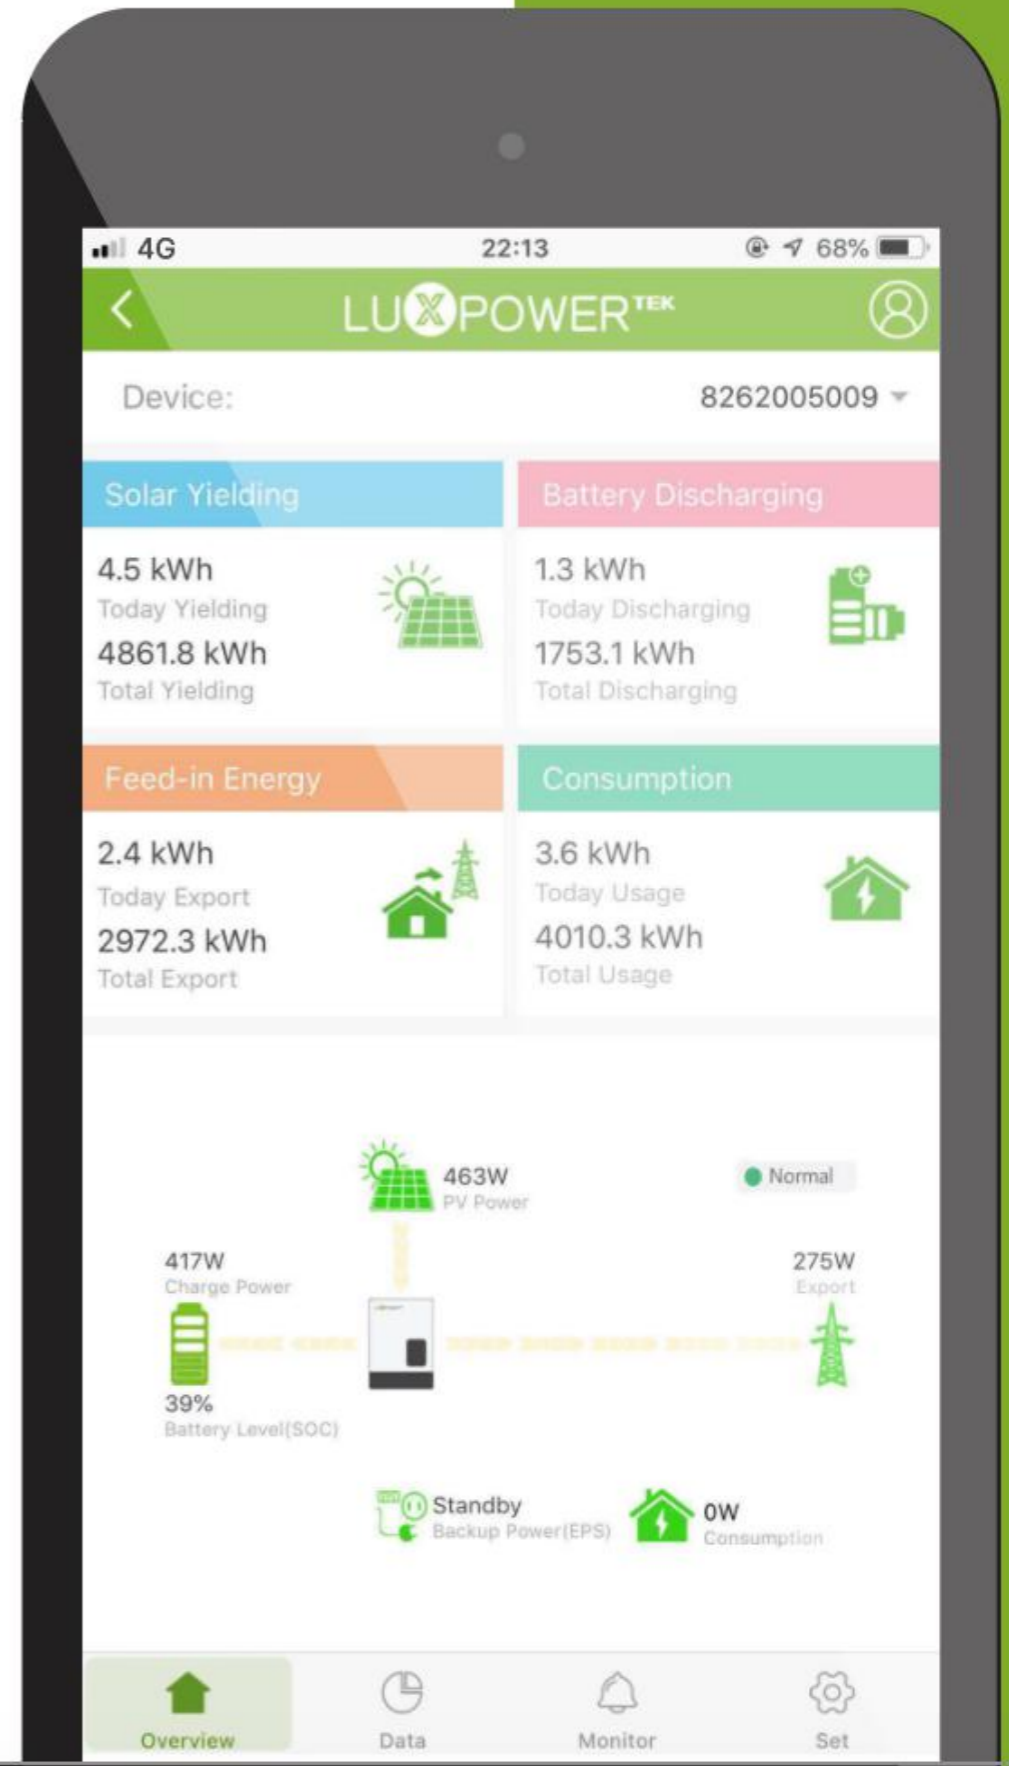 4G 22:13 68%
LUXPOWERTEK
Device: 8262005009
Solar Yielding
4.5 kWh
Today Yielding
4861.8 kWh
Total Yielding
Battery Discharging
1.3 kWh
Today Discharging
1753.1 kWh
Total Discharging
Feed-in Energy
2.4 kWh
Today Export
2972.3 kWh
Total Export
Consumption
3.6 kWh
Today Usage
4010.3 kWh
Total Usage
463W
PV Power
Normal
417W
Charge Power
275W
Export
39%
Battery Level(SOC)
Standby
Backup Power(EPS)
0W
Consumption
Overview
Data
Monitor
Set